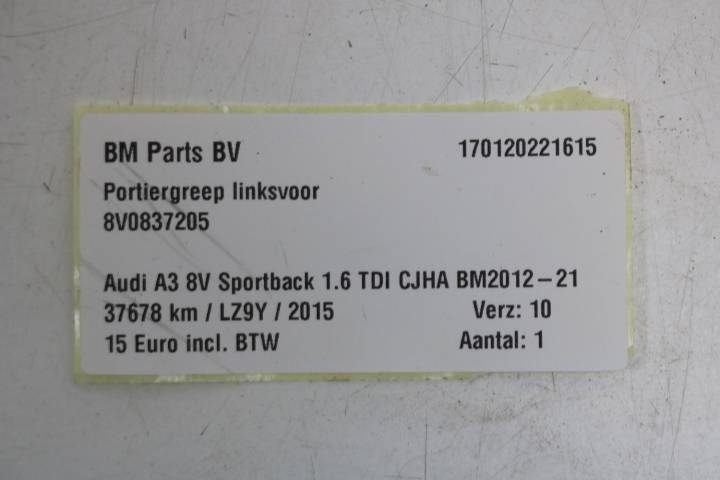 BM Parts BV 170120221615
Portiergreep linksvoor
8V0837205
Audi A3 8V Sportback 1.6 TDI CJHA BM2012-21
37678 km / LZ9Y / 2015 Verz: 10
15 Euro incl. BTW Aantal: 1